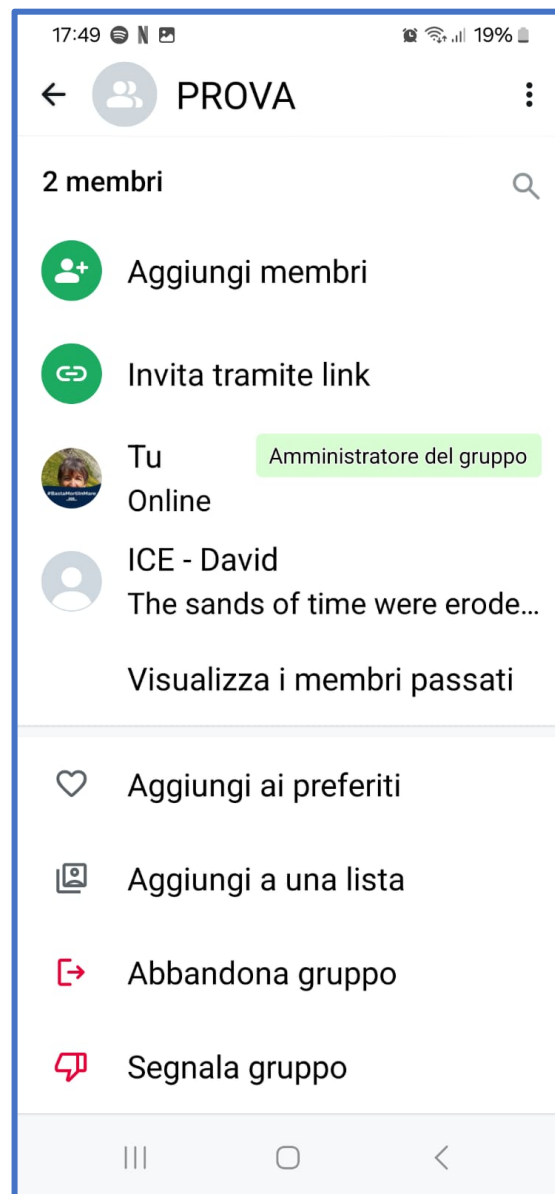 17:49 19%
PROVA
2 membri
Aggiungi membri
Invita tramite link
Tu Amministratore del gruppo
Online
ICE - David
The sands of time were erode...
Visualizza i membri passati
Aggiungi ai preferiti
Aggiungi a una lista
Abbandona gruppo
Segnala gruppo